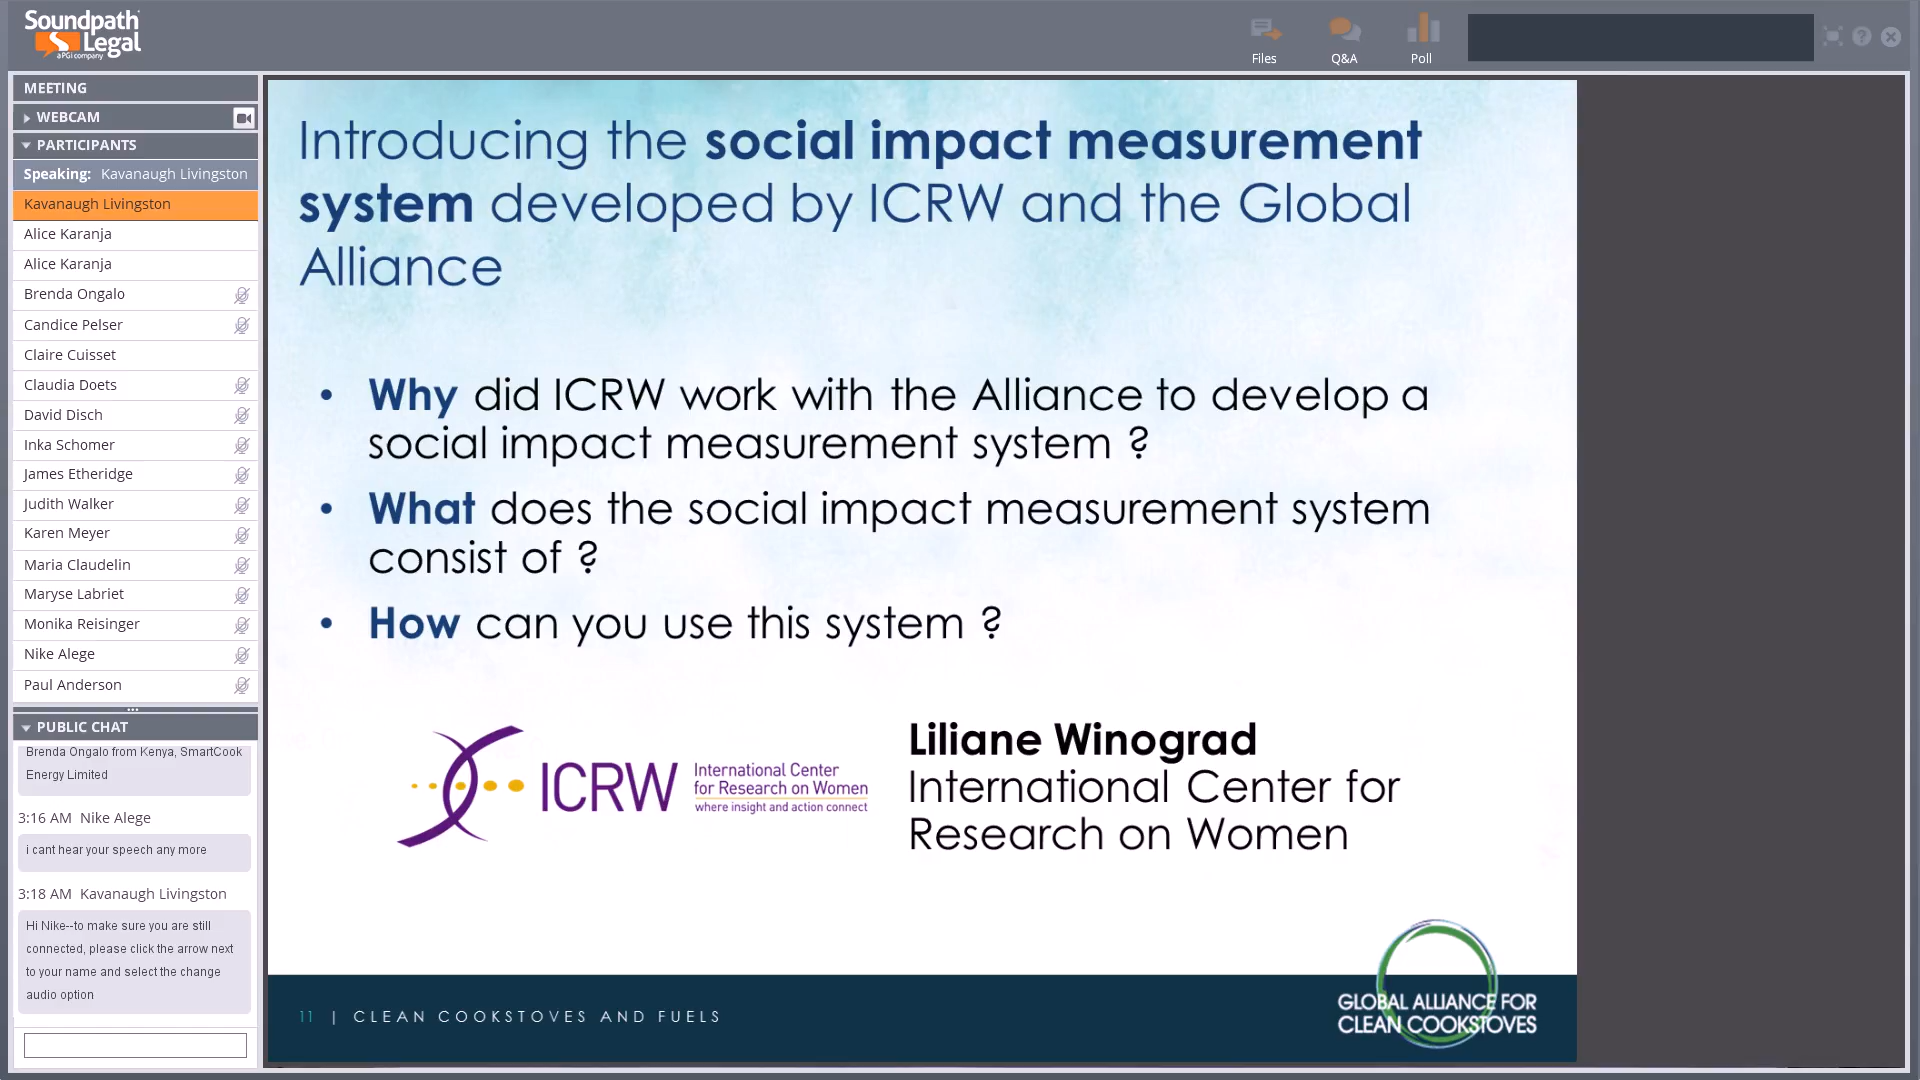 Soundpath
Legal
a PGi company
Files
Q&A
Poll
MEETING
WEBCAM
PARTICIPANTS
Speaking: Kavanaugh Livingston
Kavanaugh Livingston
Alice Karanja
Alice Karanja
Brenda Ongalo
Candice Pelser
Claire Cuisset
Claudia Doets
David Disch
Inka Schomer
James Etheridge
Judith Walker
Karen Meyer
Maria Claudelin
Maryse Labriet
Monika Reisinger
Nike Alege
Paul Anderson
PUBLIC CHAT
Brenda Ongalo from Kenya, SmartCook
Energy Limited
3:16 AM Nike Alege
i cant hear your speech any more
3:18 AM Kavanaugh Livingston
Hi Nike--to make sure you are still
connected, please click the arrow next
to your name and select the change
audio option
Introducing the social impact measurement
system developed by ICRW and the Global
Alliance
• Why did ICRW work with the Alliance to develop a
social impact measurement system ?
• What does the social impact measurement system
consist of ?
• How can you use this system ?
ICRW
International Center
for Research on Women
where insight and action connect
Liliane Winograd
International Center for
Research on Women
11 | CLEAN COOKSTOVES AND FUELS
GLOBAL ALLIANCE FOR
CLEAN COOKSTOVES